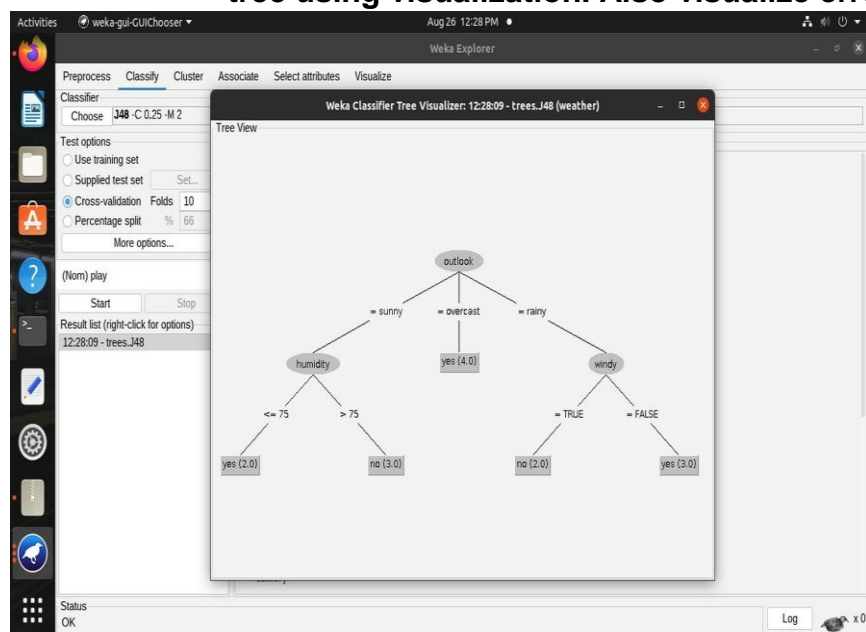 tree using visualization. Also visualize
Activities weka-gui-GUIChooser Aug 26 12:28 PM
Weka Explorer
Preprocess Classify Cluster Associate Select attributes Visualize
Classifier
Choose J48 -C 0.25 -M 2
Weka Classifier Tree Visualizer: 12:28:09 - trees.J48 (weather)
Test options
Tree View
Use training set
Supplied test set Set...
Cross-validation Folds 10
Percentage split % 66
More options...
(Nom) play
outlook
Start Stop
= sunny = overcast = rainy
Result list (right-click for options)
12:28:09 - trees.J48
humidity yes (4.0) windy
<= 75 > 75 = TRUE = FALSE
yes (2.0) no (3.0) no (2.0) yes (3.0)
Status
OK
Log x 0